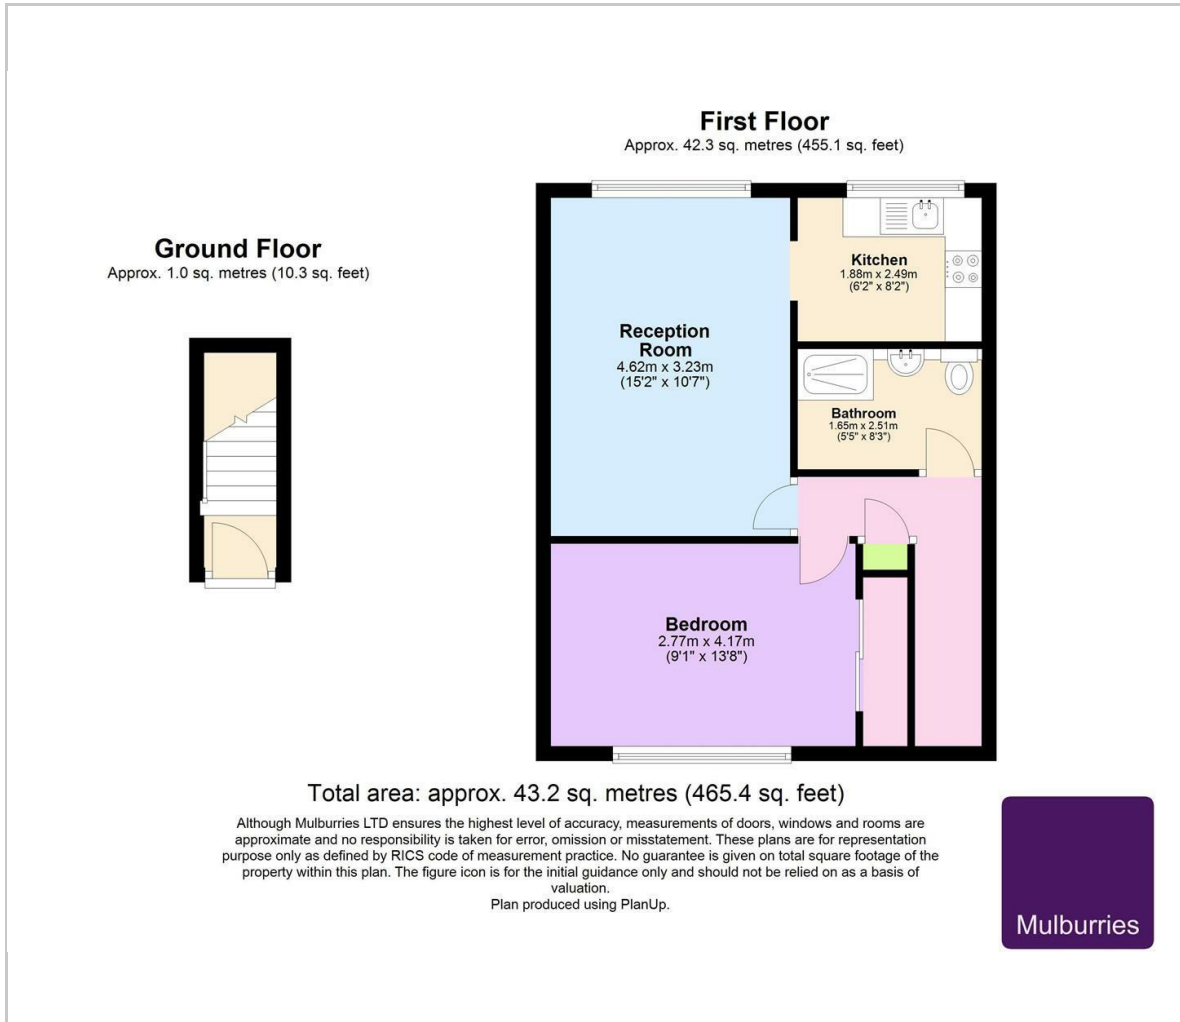 First Floor
Approx. 42.3 sq. metres (455.1 sq. feet)
Ground Floor
Approx. 1.0 sq. metres (10.3 sq. feet)
Kitchen
1.88m x 2.49m
(6'2" x 8'2")
Reception
Room
4.62m x 3.23m
(15'2" x 10'7")
Bathroom
1.65m x 2.51m
(5'5" x 8'3")
Bedroom
2.77m x 4.17m
(9'1" x 13'8")
Total area: approx. 43.2 sq. metres (465.4 sq. feet)
Although Mulburries LTD ensures the highest level of accuracy, measurements of doors, windows and rooms are
approximate and no responsibility is taken for error, omission or misstatement. These plans are for representation
purpose only as defined by RICS code of measurement practice. No guarantee is given on total square footage of the
property within this plan. The figure icon is for the initial guidance only and should not be relied on as a basis of
valuation.
Plan produced using PlanUp.
Mulburries